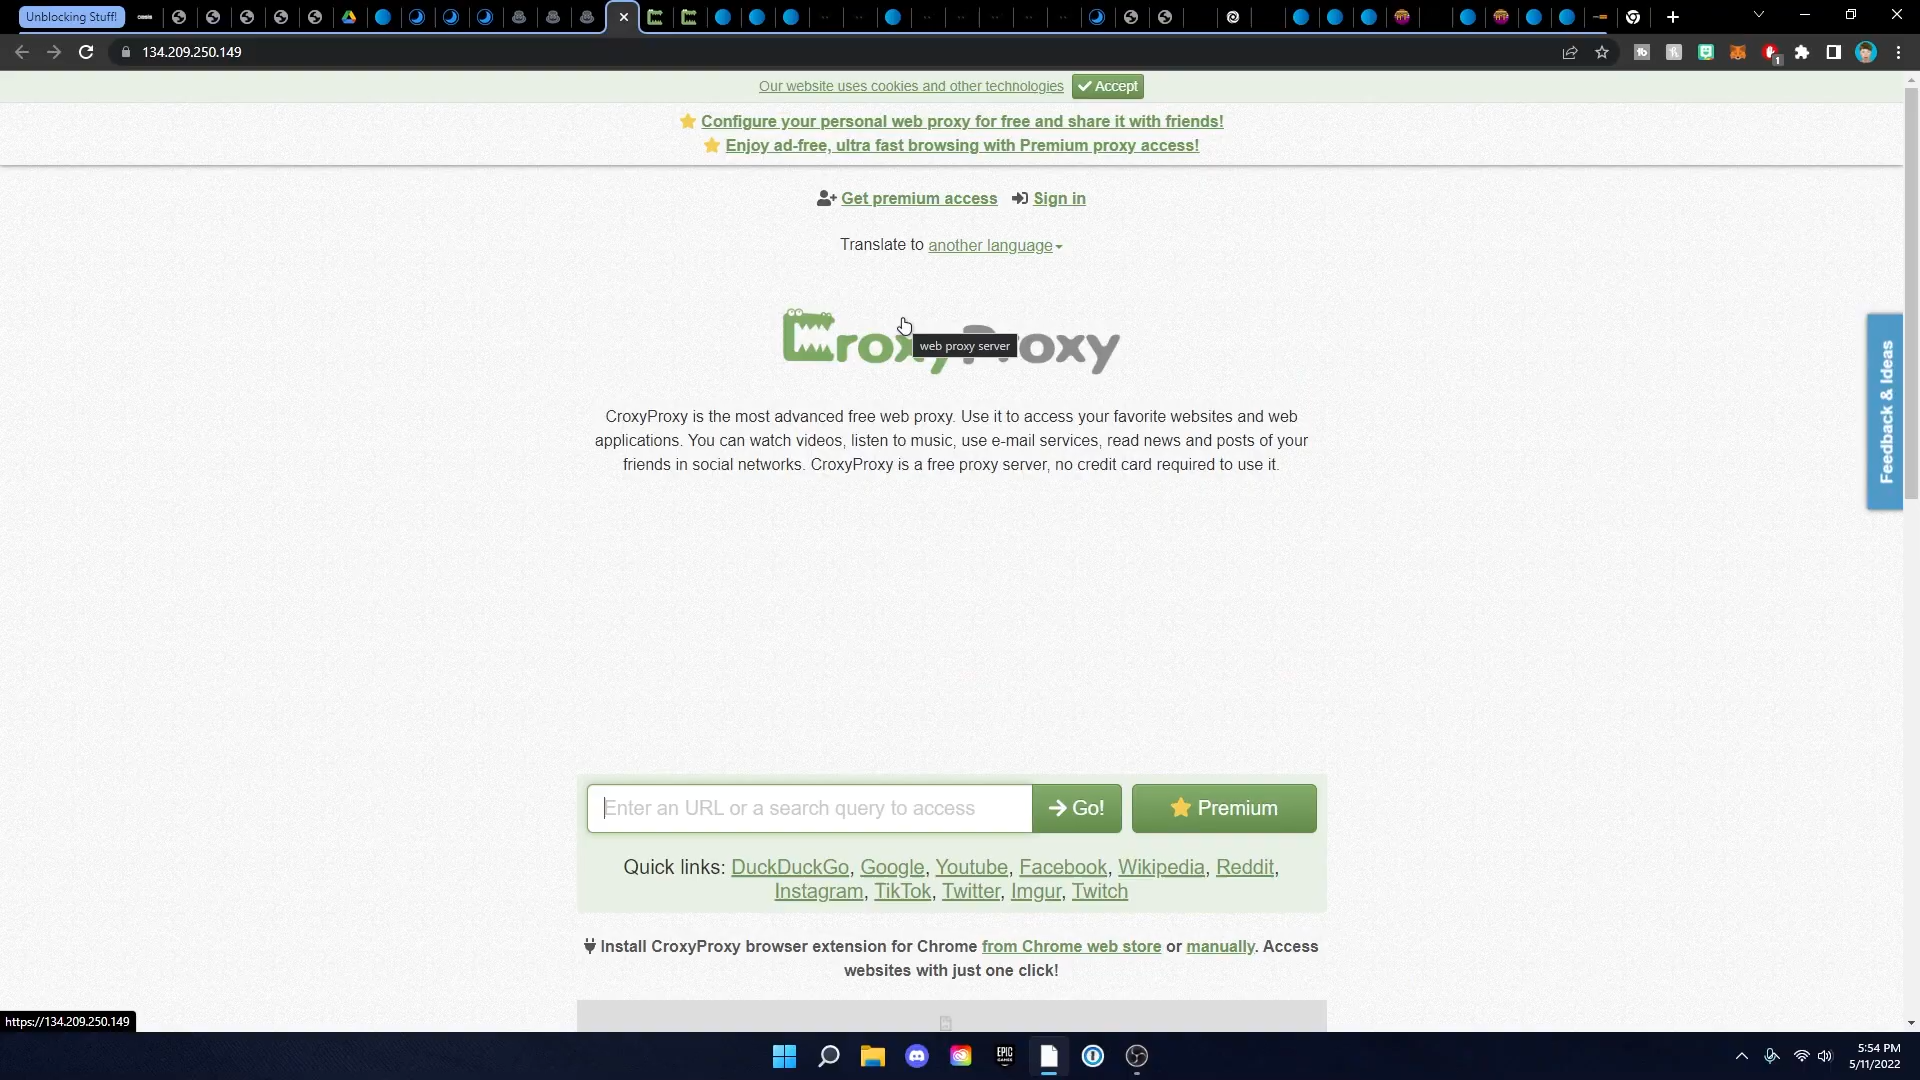 Unblocking Stuff!
134.209.250.149
1
Our website uses cookies and other technologies
Accept
Configure your personal web proxy for free and share it with friends!
Enjoy ad-free, ultra fast browsing with Premium proxy access!
Get premium access Sign in
Translate to another language
web proxy server
CroxyProxy
CroxyProxy is the most advanced free web proxy. Use it to access your favorite websites and web
applications. You can watch videos, listen to music, use e-mail services, read news and posts of your
friends in social networks. CroxyProxy is a free proxy server, no credit card required to use it.
Feedback & Ideas
Enter an URL or a search query to access
Go!
Premium
Quick links: DuckDuckGo, Google, Youtube, Facebook, Wikipedia, Reddit,
Instagram, TikTok, Twitter, Imgur, Twitch
Install CroxyProxy browser extension for Chrome from Chrome web store or manually. Access
websites with just one click!
https://134.209.250.149
EPIC
GAMES
5:54 PM
5/11/2022